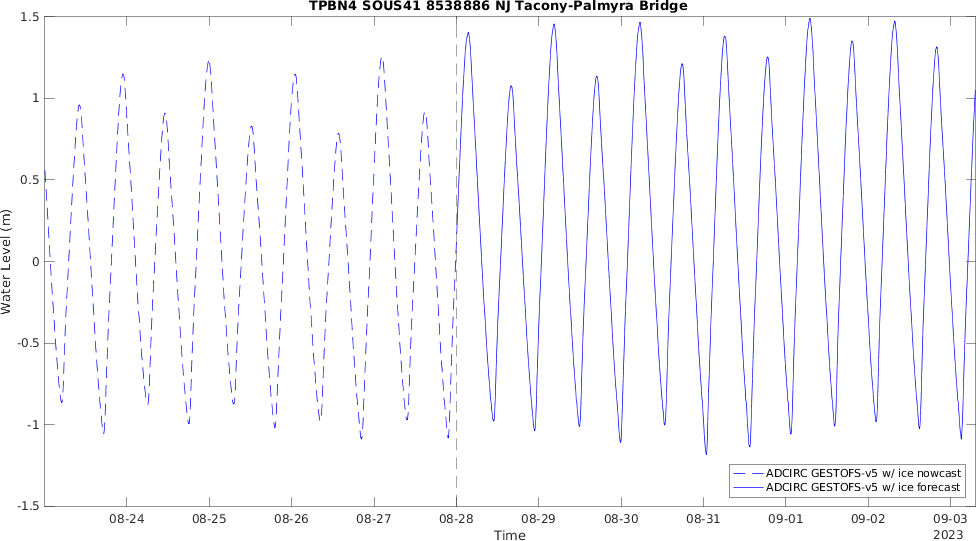 TPBN4 SOUS41 8538886 NJ Tacony-Palmyra Bridge
1.5
1
0.5
0
-0.5
-1
-1.5
Water Level (m)
08-24 08-25 08-26 08-27 08-28 08-29 08-30 08-31 09-01 09-02 09-03
Time
2023
ADCIRC GESTOFS-v5 w/ ice nowcast
ADCIRC GESTOFS-v5 w/ ice forecast